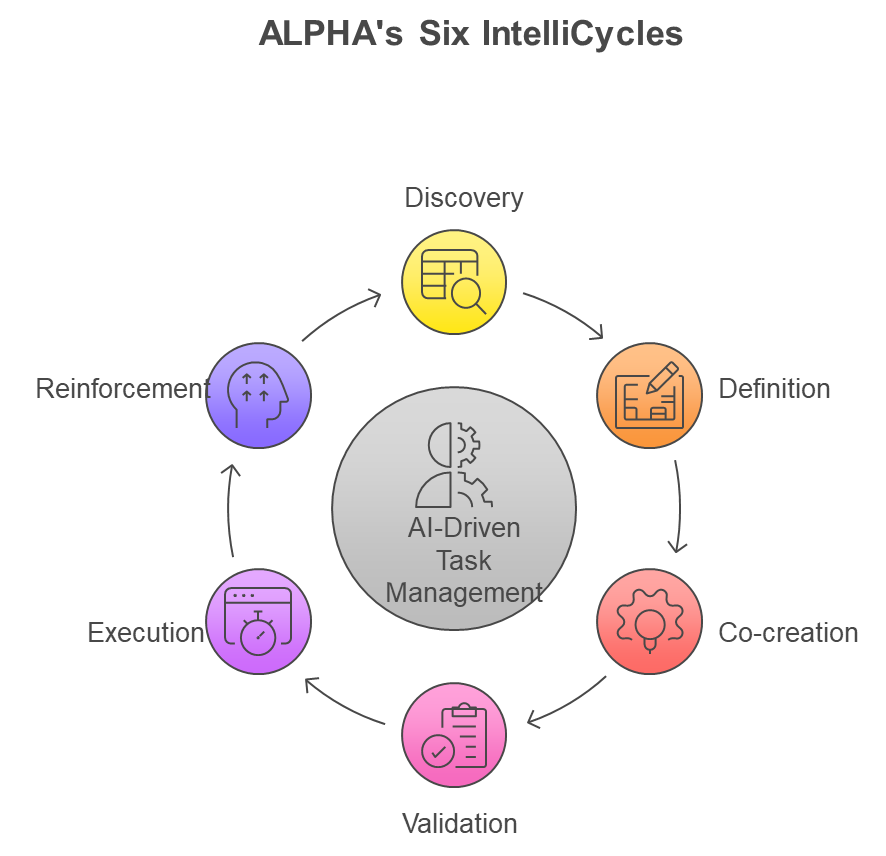 ALPHA's Six IntelliCycles
Discovery
Reinforcement
Definition
AI-Driven
Task
Management
Execution
Co-creation
Validation